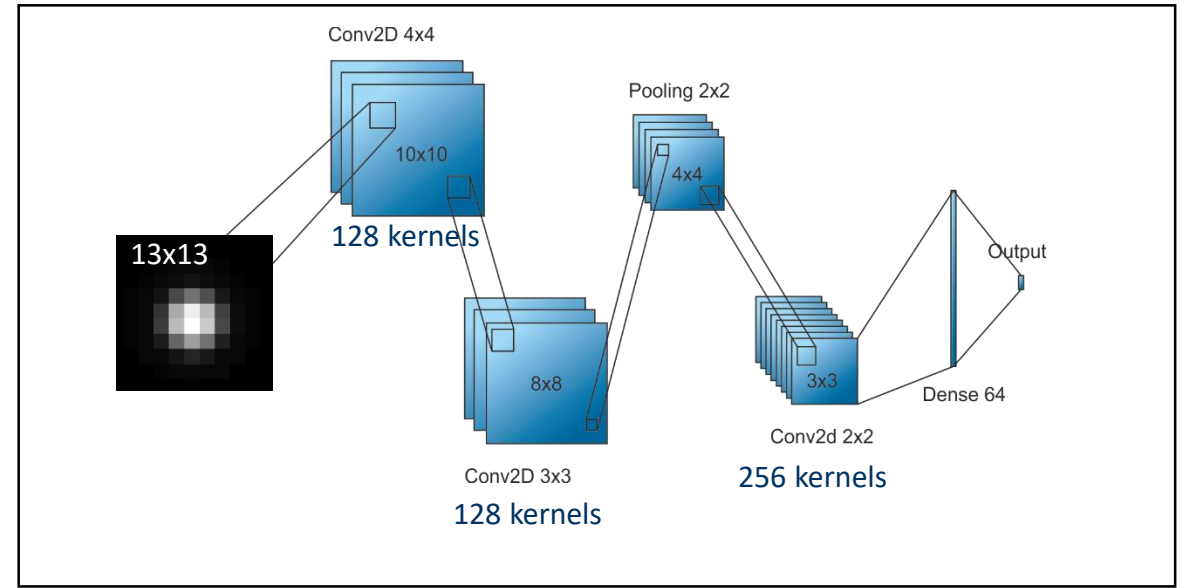 Conv2D 4x4
10x10
128 kernels
13x13
8x8
Conv2D 3x3
128 kernels
Pooling 2x2
4x4
3x3
Conv2d 2x2
256 kernels
Dense 64
Output